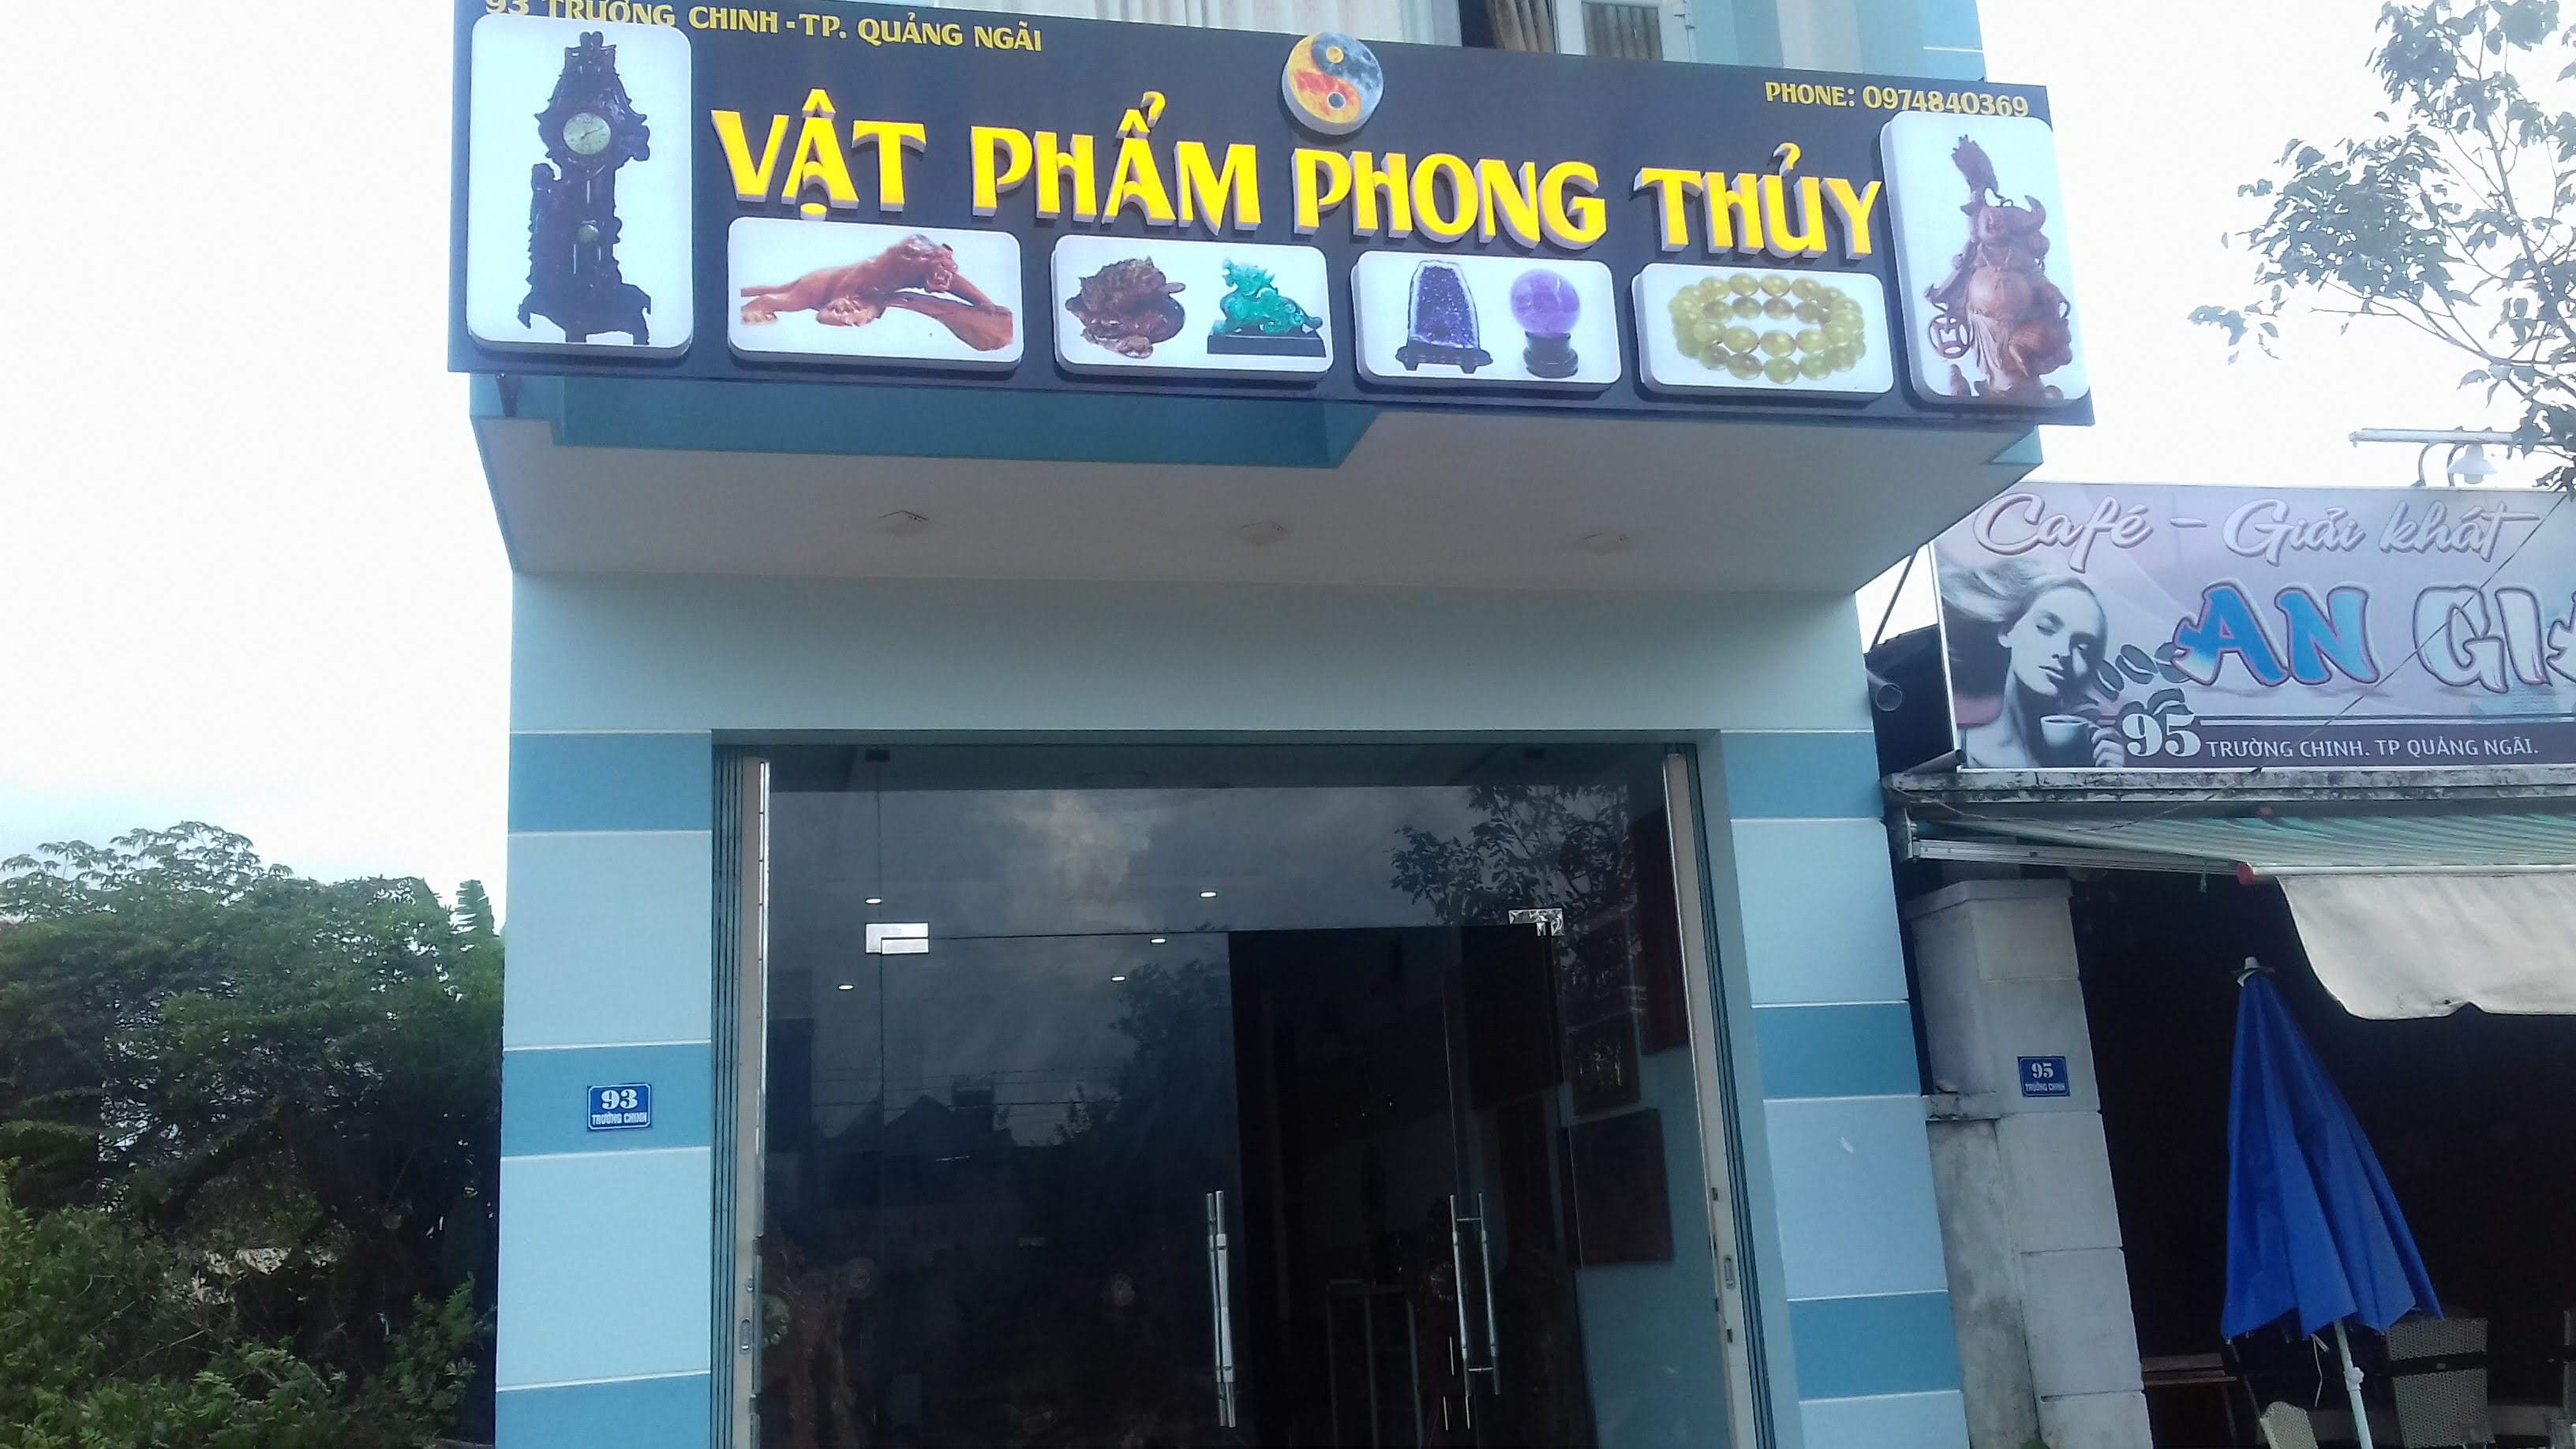 93 TRƯỜNG CHINH - TP. QUẢNG NGÃI
PHONE: 0974840369
VẬT PHẨM PHONG THỦY
Café - Giải khát
AN GI
95 TRƯỜNG CHINH. TP QUẢNG NGÃI.
93
TRƯỜNG CHINH
95
TRƯỜNG CHINH